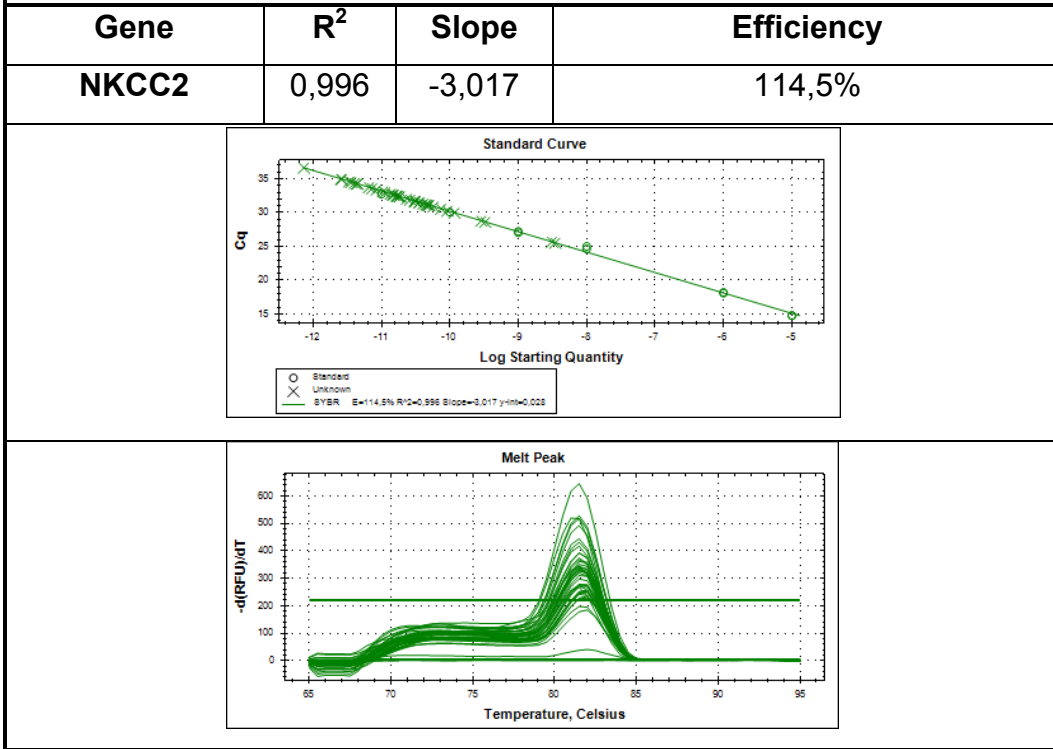 Gene R² Slope Efficiency
NKCC2 0,996 -3,017 114,5%
Standard Curve
35
30
25
20
15
Cq
-12 -11 -10 -9 -8 -7 -6 -5
Log Starting Quantity
Standard
Unknown
SYBR E=114,5% R^2=0,996 Slope=-3,017 y-int=0,028
Melt Peak
600
500
400
300
200
100
0
-d(RFU)/dT
65 70 75 80 85 90 95
Temperature, Celsius